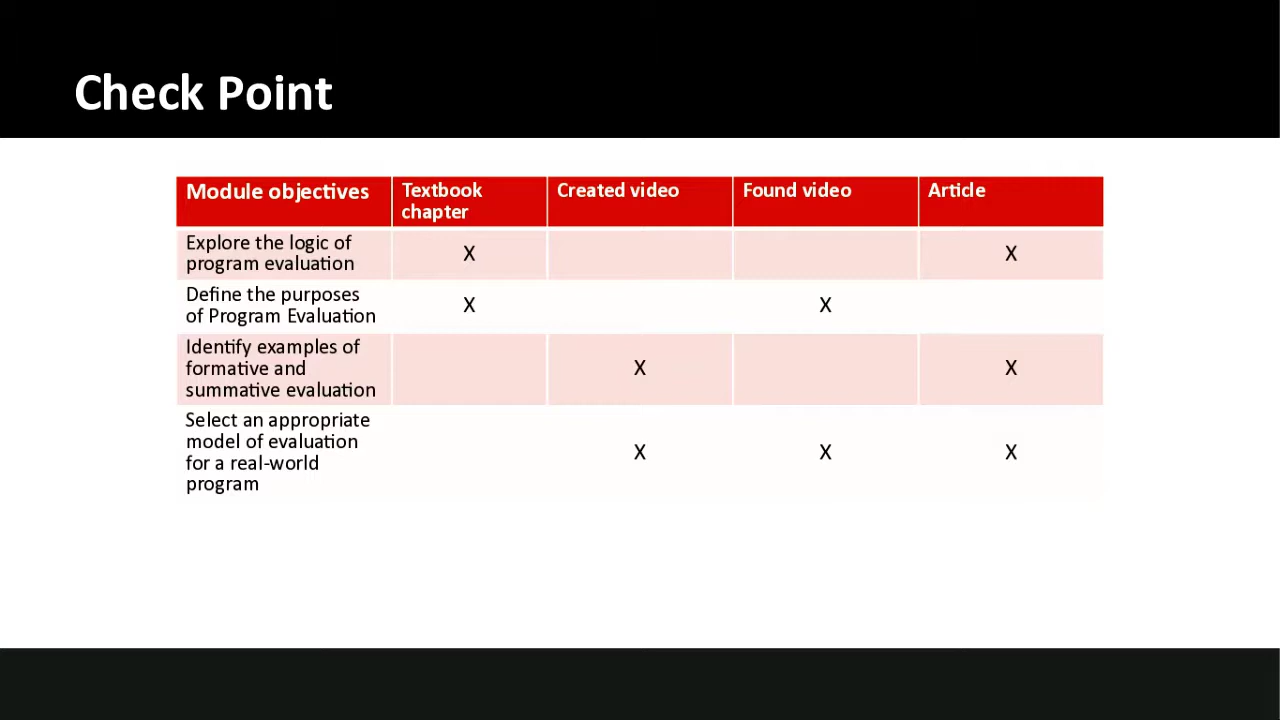 Check Point
Module objectives
Textbook
chapter
Created video
Found video
Article
Explore the logic of
program evaluation
X
X
Define the purposes
of Program Evaluation
X
X
Identify examples of
formative and
summative evaluation
X
X
Select an appropriate
model of evaluation
for a real-world
program
X
X
X